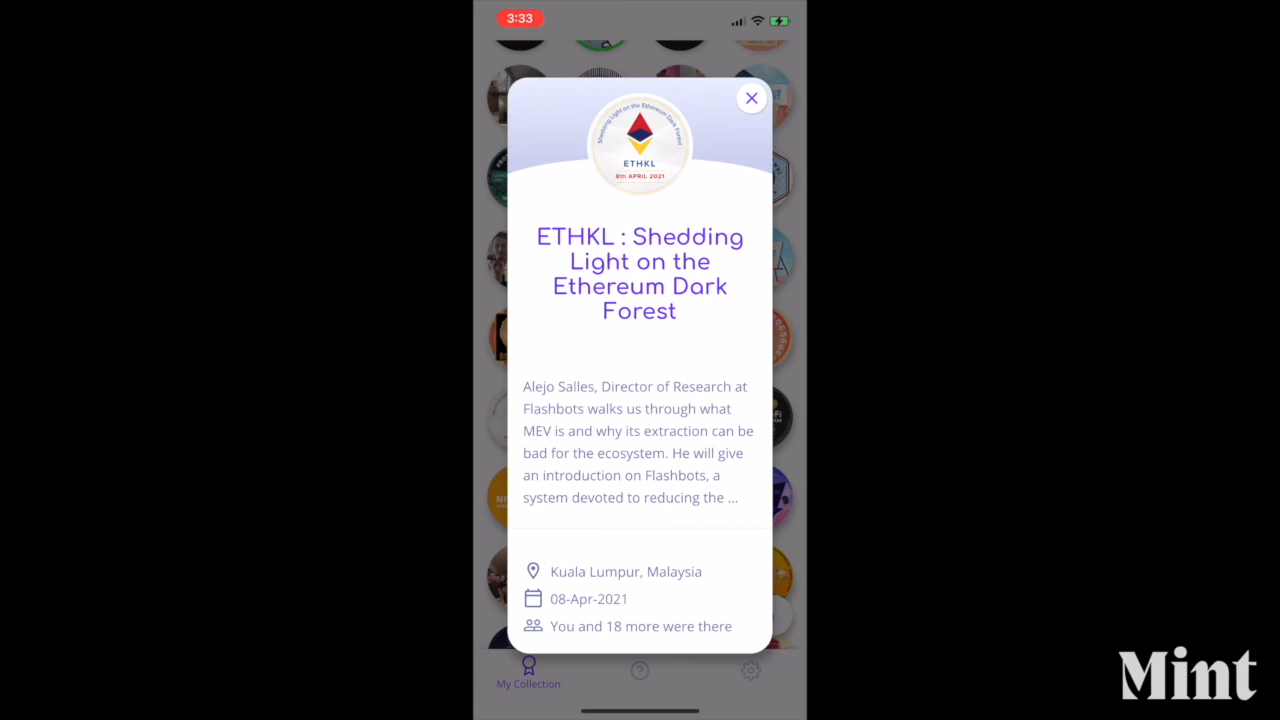 3:33
Shedding Light on the Ethereum Dark Forest
ETHKL
8th APRIL 2021
ETHKL : Shedding
Light on the
Ethereum Dark
Forest
Alejo Salles, Director of Research at
Flashbots walks us through what
MEV is and why its extraction can be
bad for the ecosystem. He will give
an introduction on Flashbots, a
system devoted to reducing the ...
Kuala Lumpur, Malaysia
08-Apr-2021
You and 18 more were there
My Collection
Mint